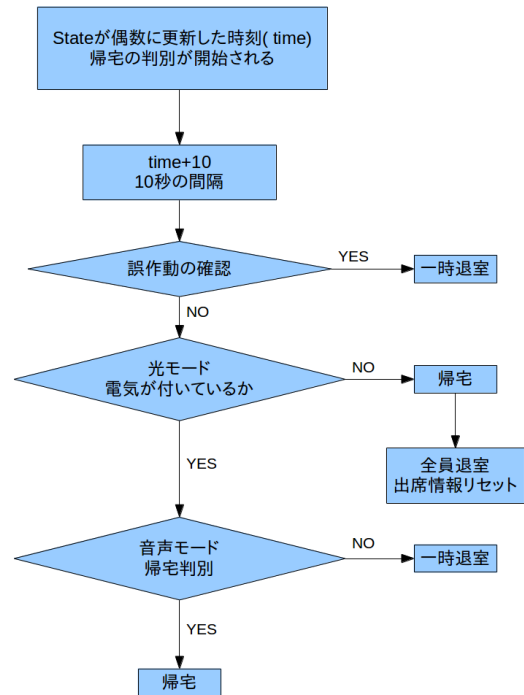 Stateが偶数に更新した時刻( time)
帰宅の判別が開始される
time+10
10秒の間隔
誤作動の確認
YES
一時退室
NO
光モード
電気が付いているか
NO
帰宅
全員退室
出席情報リセット
YES
音声モード
帰宅判別
NO
一時退室
YES
帰宅